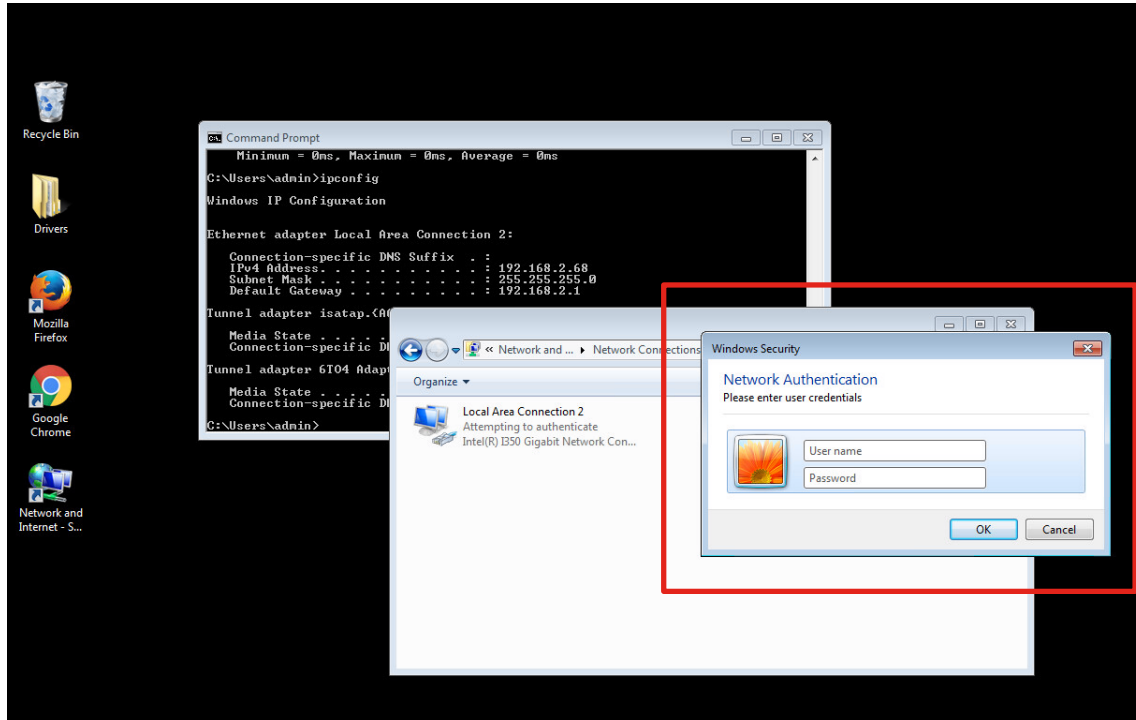 Recycle Bin
Drivers
Mozilla
Firefox
Google
Chrome
Network and
Internet - S...
Command Prompt
Minimum = 0ms, Maximum = 0ms, Average = 0ms
C:\Users\admin>ipconfig
Windows IP Configuration
Ethernet adapter Local Area Connection 2:
Connection-specific DNS Suffix . :
IPv4 Address. . . . . . . . . . . : 192.168.2.68
Subnet Mask . . . . . . . . . . . : 255.255.255.0
Default Gateway . . . . . . . . . : 192.168.2.1
Tunnel adapter isatap.
Media State . . . . .
Connection-specific
Tunnel adapter 6TO4
Media State . . . . .
Connection-specific
C:\Users\admin>
« Network and ... ▸ Network Connections
Organize ▾
Local Area Connection 2
Attempting to authenticate
Intel(R) I350 Gigabit Network Con...
Windows Security
Network Authentication
Please enter user credentials
User name
Password
OK Cancel